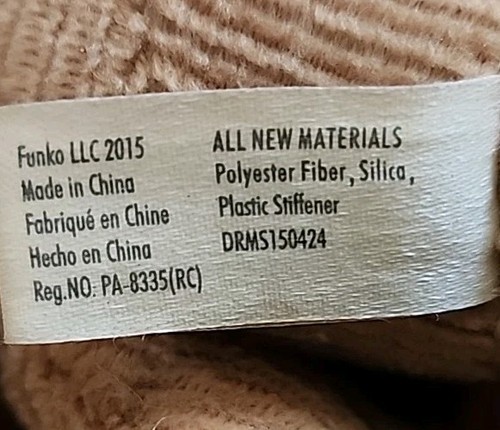 Funko LLC 2015
Made in China
Fabriqué en Chine
Hecho en China
Reg.NO. PA-8335(RC)
ALL NEW MATERIALS
Polyester Fiber, Silica,
Plastic Stiffener
DRMS150424